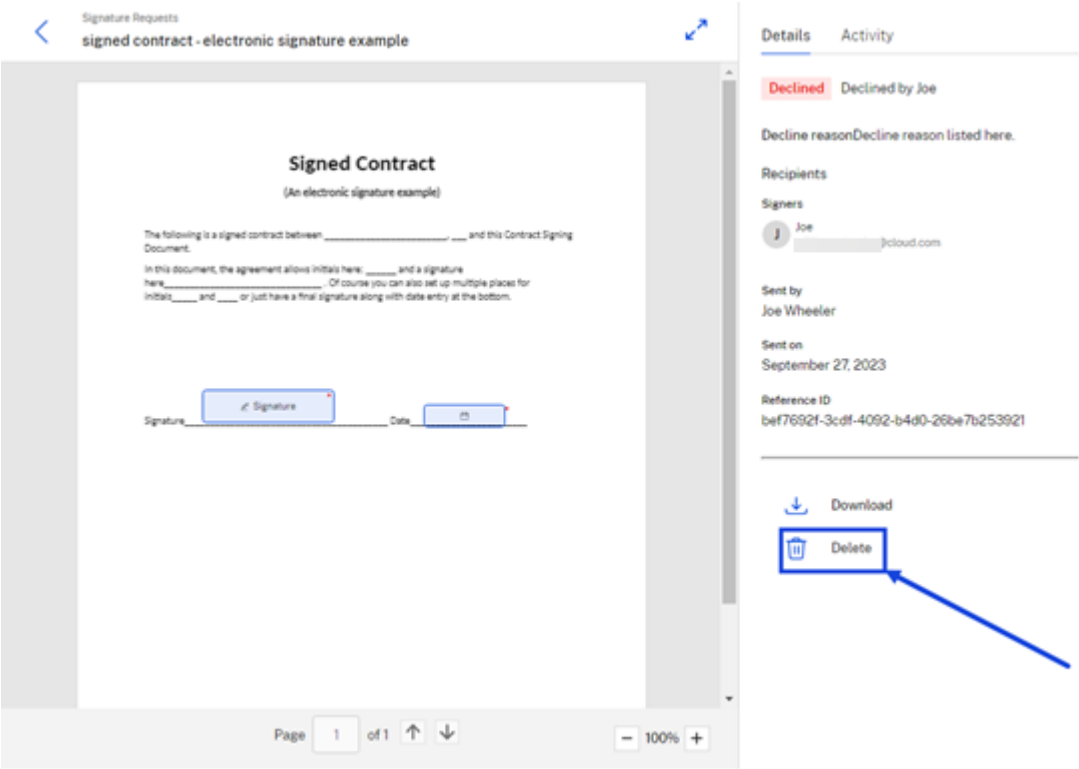 Signature Requests
signed contract - electronic signature example
Signed Contract
(An electronic signature example)
The following is a signed contract between _________________________, ___ and this Contract Signing
Document.
In this document, the agreement allows initials here: ______ and a signature
here________________________________ . Of course you can also set up multiple places for
initials_____ and ____ or just have a final signature along with date entry at the bottom.
Signature
Signature__________________________________________ Date________________________
Page 1 of 1
100%
Details Activity
Declined Declined by Joe
Decline reasonDecline reason listed here.
Recipients
Signers
J Joe
cloud.com
Sent by
Joe Wheeler
Sent on
September 27, 2023
Reference ID
bef7692f-3cdf-4092-b4d0-26be7b253921
Download
Delete